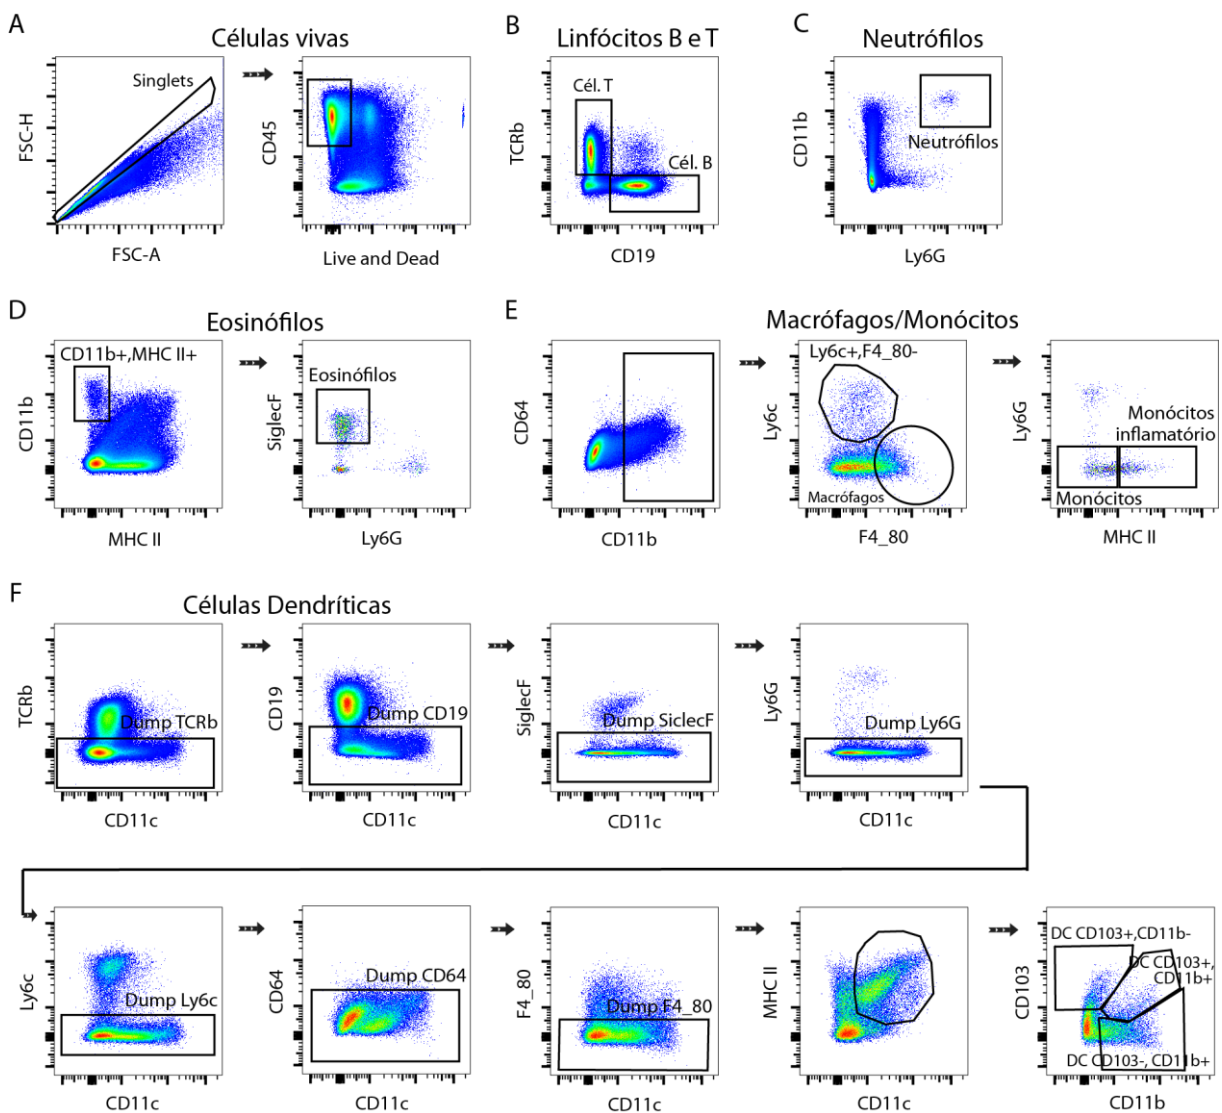 A
Células vivas
Singlets
FSC-H
FSC-A
CD45
Live and Dead
B
Linfócitos B e T
Cél. T
Cél. B
TCRb
CD19
C
Neutrófilos
CD11b
Neutrófilos
Ly6G
D
Eosinófilos
CD11b+,MHC II+
CD11b
MHC II
Eosinófilos
SiglecF
Ly6G
E
Macrófagos/Monócitos
CD64
CD11b
Ly6c+,F4_80-
Ly6c
Macrófagos
F4_80
Ly6G
Monócitos
inflamatório
Monócitos
MHC II
F
Células Dendríticas
TCRb
Dump TCRb
CD11c
CD19
Dump CD19
CD11c
SiglecF
Dump SiclecF
CD11c
Ly6G
Dump Ly6G
CD11c
Ly6c
Dump Ly6c
CD11c
CD64
Dump CD64
CD11c
F4_80
Dump F4_80
CD11c
MHC II
CD11c
DC CD103+,CD11b-
DC CD103+,
CD11b+
CD103
DC CD103-, CD11b+
CD11b